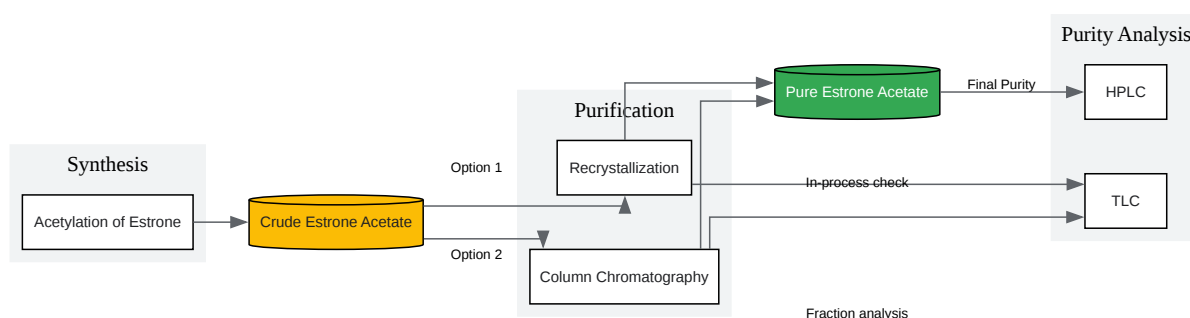 Synthesis
Acetylation of Estrone
Crude Estrone Acetate
Option 1
Option 2
Purification
Recrystallization
Column Chromatography
Pure Estrone Acetate
Final Purity
In-process check
Fraction analysis
Purity Analysis
HPLC
TLC